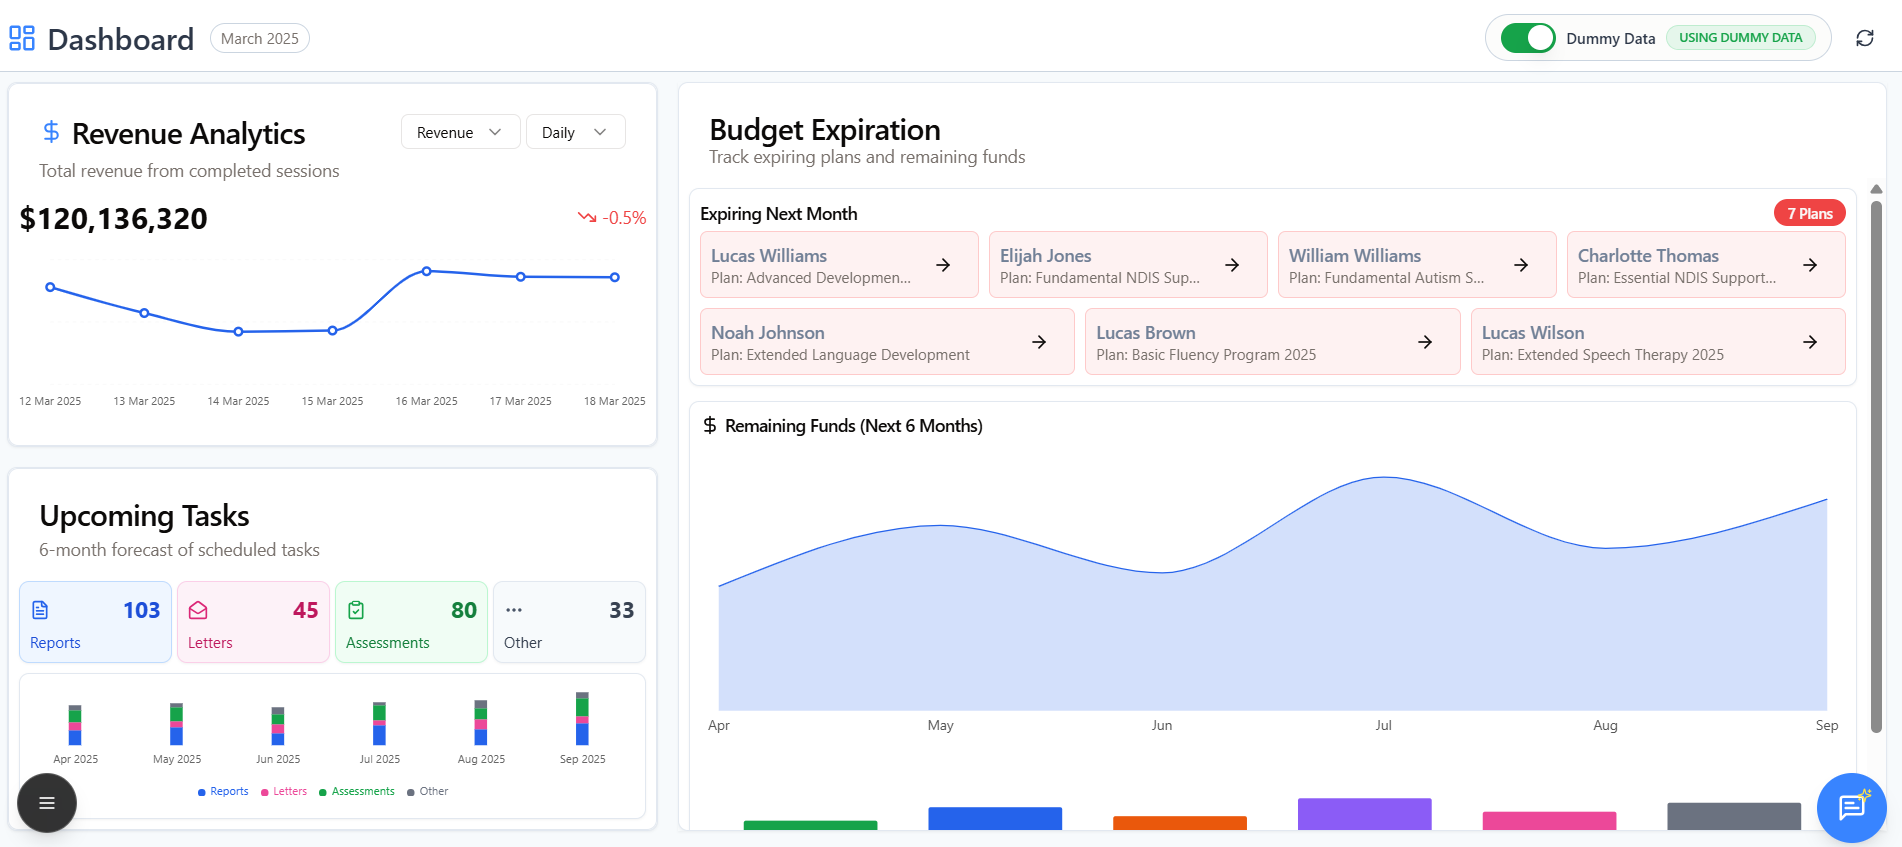 Dashboard
March 2025
Dummy Data
USING DUMMY DATA
Revenue Analytics
Revenue
Daily
Total revenue from completed sessions
$120,136,320
-0.5%
12 Mar 2025
13 Mar 2025
14 Mar 2025
15 Mar 2025
16 Mar 2025
17 Mar 2025
18 Mar 2025
Upcoming Tasks
6-month forecast of scheduled tasks
103
Reports
45
Letters
80
Assessments
33
Other
Apr 2025
May 2025
Jun 2025
Jul 2025
Aug 2025
Sep 2025
Reports
Letters
Assessments
Other
Budget Expiration
Track expiring plans and remaining funds
Expiring Next Month
7 Plans
Lucas Williams
Plan: Advanced Developmen...
Elijah Jones
Plan: Fundamental NDIS Sup...
William Williams
Plan: Fundamental Autism S...
Charlotte Thomas
Plan: Essential NDIS Support...
Noah Johnson
Plan: Extended Language Development
Lucas Brown
Plan: Basic Fluency Program 2025
Lucas Wilson
Plan: Extended Speech Therapy 2025
$ Remaining Funds (Next 6 Months)
Apr
May
Jun
Jul
Aug
Sep